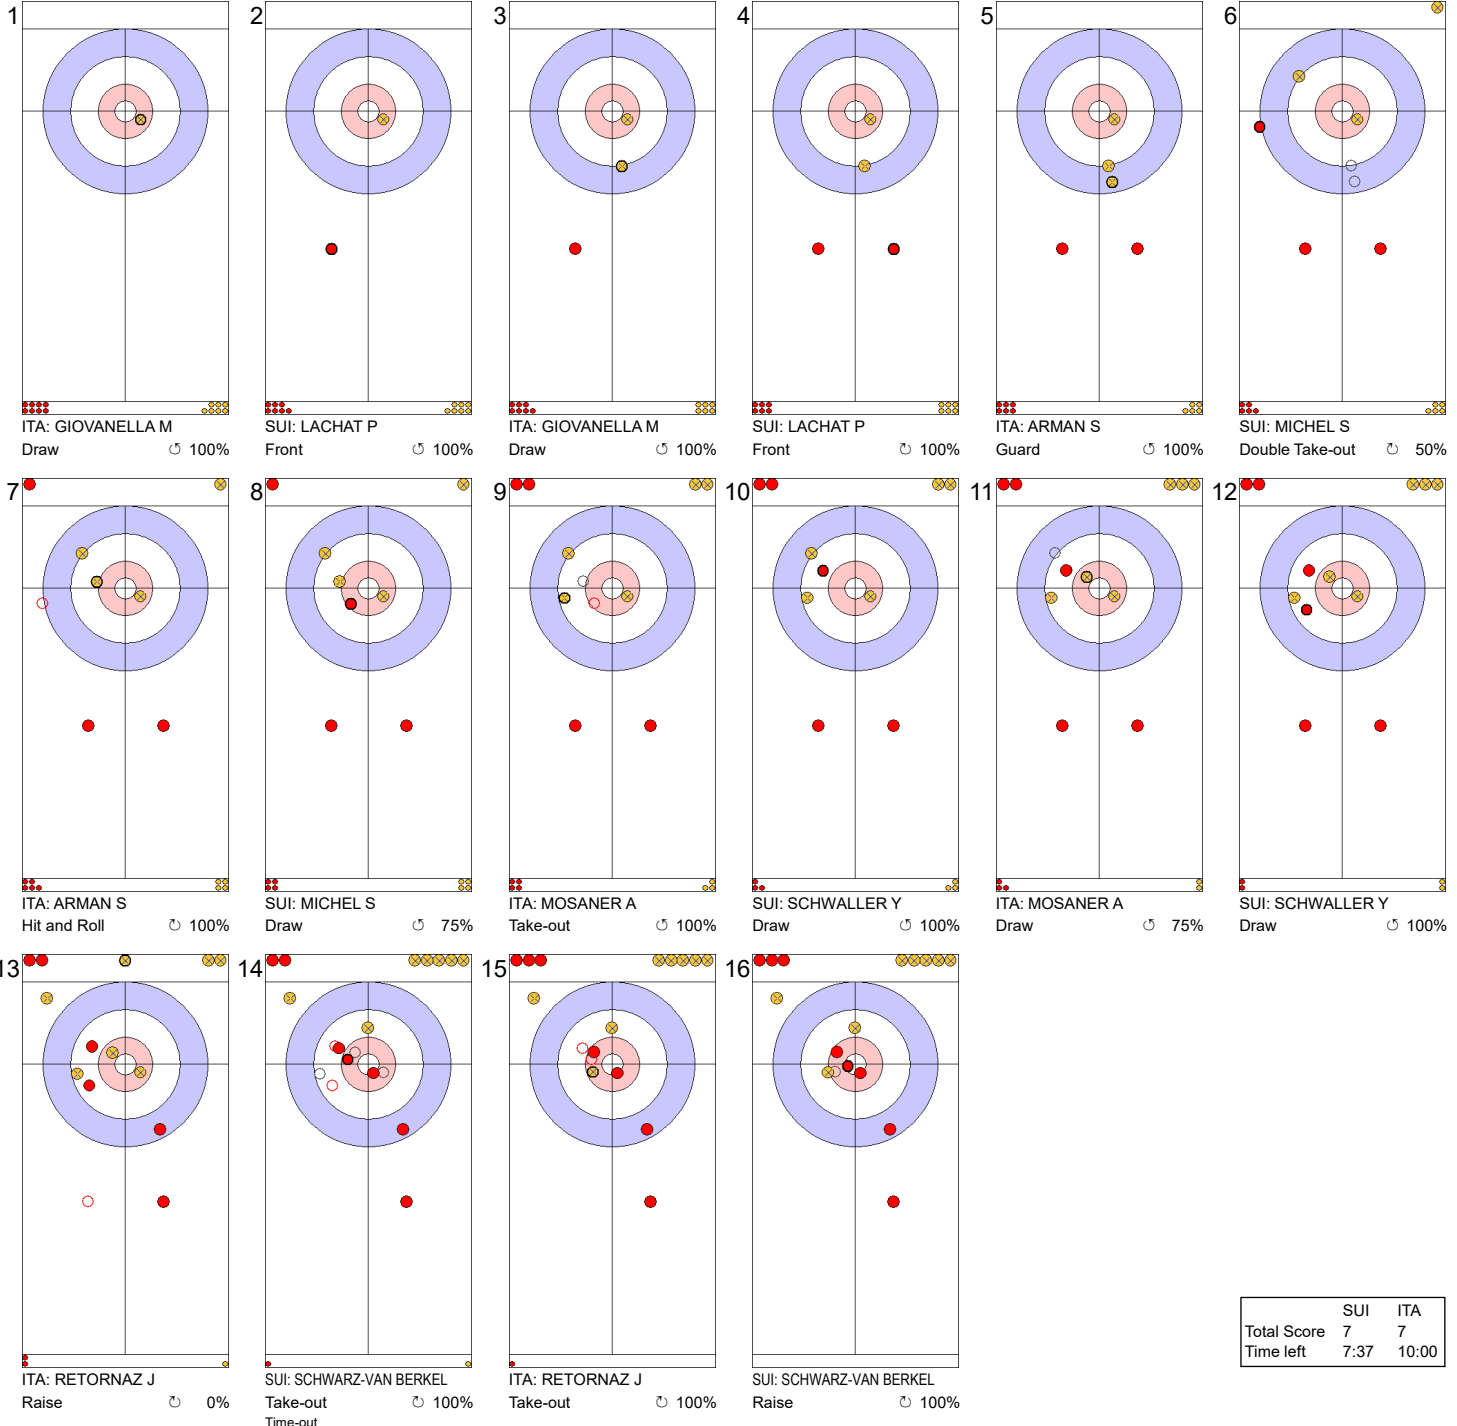 1 2 3 4 5 6
ITA: GIOVANELLA M SUI: LACHAT P ITA: GIOVANELLA M SUI: LACHAT P ITA: ARMAN S SUI: MICHEL S
Draw ↺ 100% Front ↺ 100% Draw ↺ 100% Front ↺ 100% Guard ↺ 100% Double Take-out ↻ 50%
7 8 9 10 11 12
ITA: ARMAN S SUI: MICHEL S ITA: MOSANER A SUI: SCHWALLER Y ITA: MOSANER A SUI: SCHWALLER Y
Hit and Roll ↻ 100% Draw ↺ 75% Take-out ↺ 100% Draw ↻ 100% Draw ↺ 75% Draw ↻ 100%
13 14 15 16
ITA: RETORNAZ J SUI: SCHWARZ-VAN BERKEL ITA: RETORNAZ J SUI: SCHWARZ-VAN BERKEL
Raise ↻ 0% Take-out ↻ 100% Take-out ↻ 100% Raise ↻ 100%
Time-out
SUI ITA
Total Score 7 7
Time left 7:37 10:00